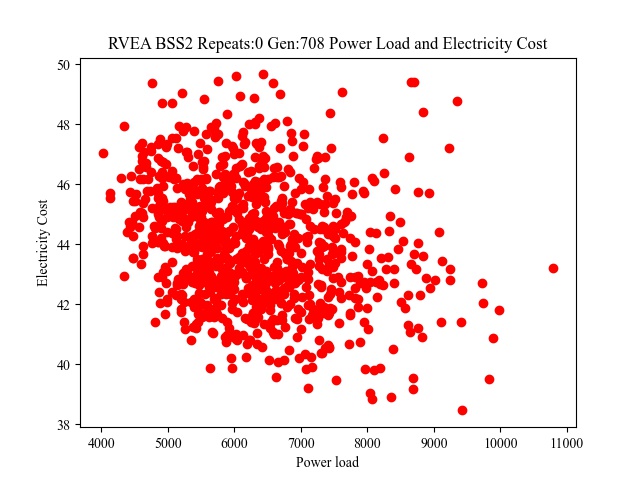 RVEA BSS2 Repeats:0 Gen:708 Power Load and Electricity Cost
50
48
46
44
42
40
38
Electricity Cost
4000 5000 6000 7000 8000 9000 10000 11000
Power load